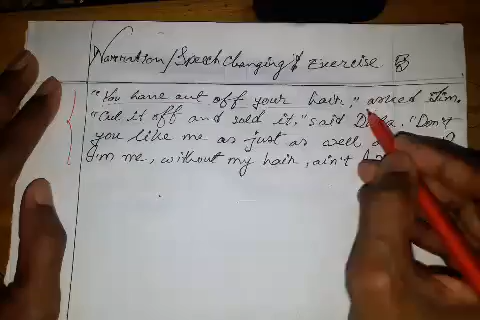 Narration/Speech Changing Exercise 8
"You have cut off your hair," asked Jim.
"Cut it off and sold it," said Della. "Don't
you like me as just as well
I'm me, without my hair, ain't